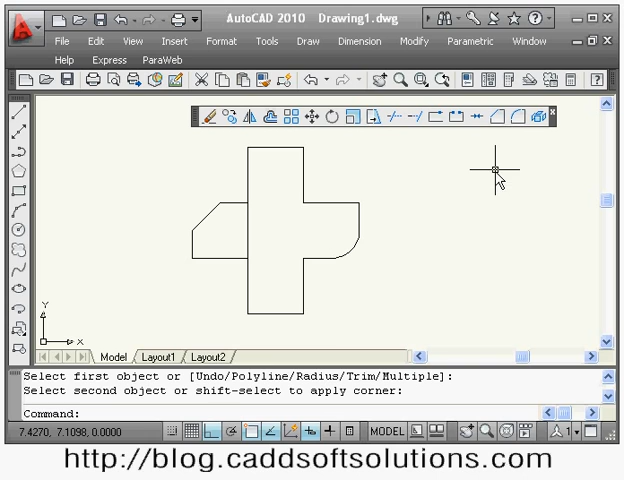 AutoCAD 2010 Drawing1.dwg
File Edit View Insert Format Tools Draw Dimension Modify Parametric Window
Help Express ParaWeb
Y
X
Model Layout1 Layout2
Select first object or [Undo/Polyline/Radius/Trim/Multiple]:
Select second object or shift-select to apply corner:
Command:
7.4270, 7.1098, 0.0000 MODEL 1
http://blog.caddsoftsolutions.com